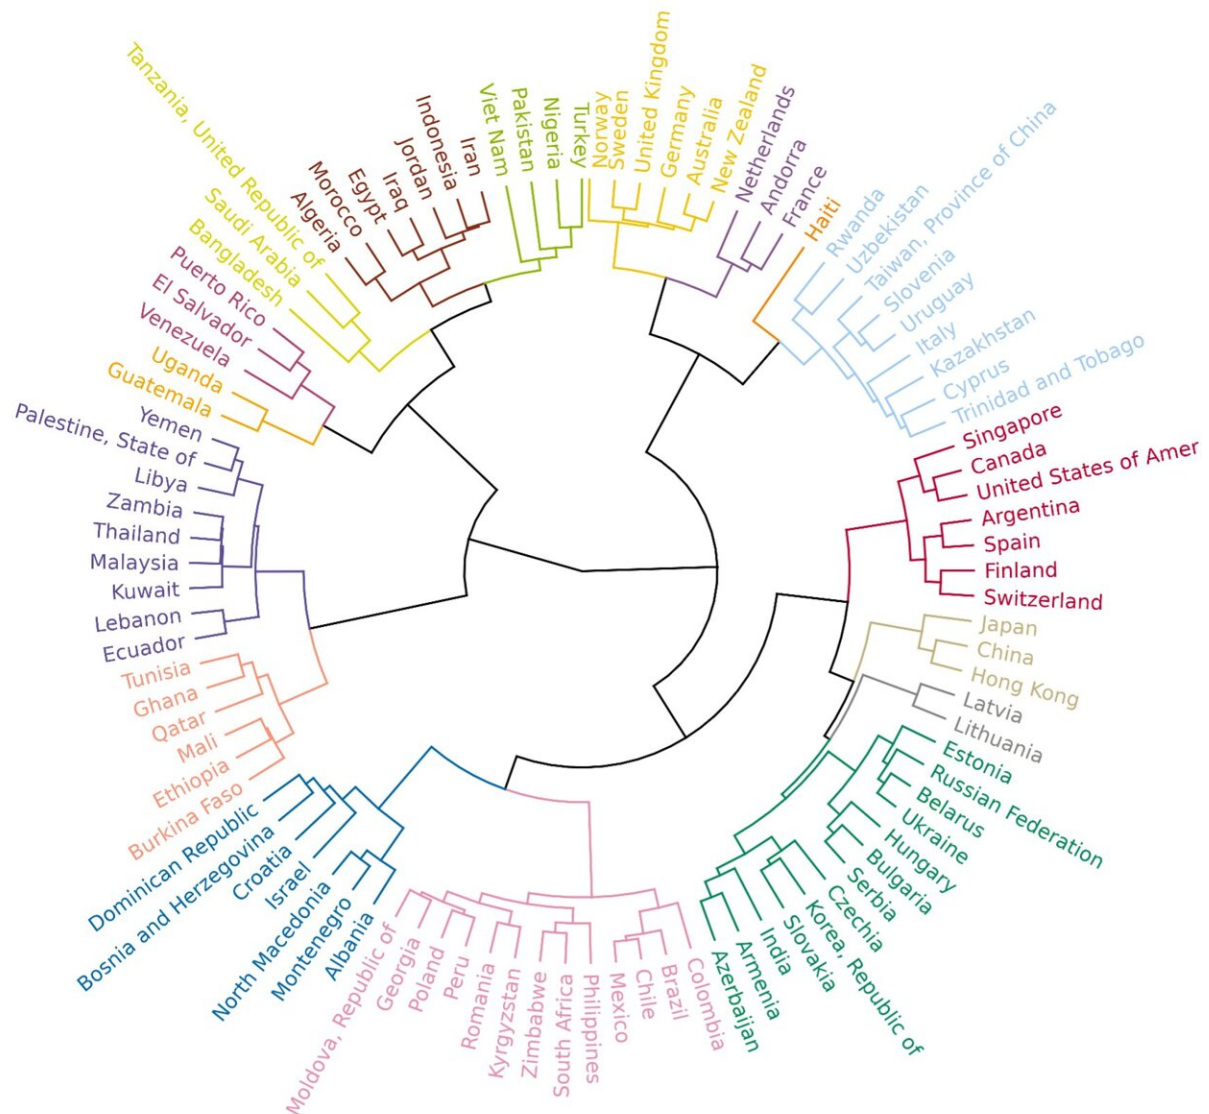 Tanzania, United Republic of
Saudi Arabia
Bangladesh
Puerto Rico
El Salvador
Venezuela
Uganda
Guatemala
Yemen
Palestine, State of
Libya
Zambia
Thailand
Malaysia
Kuwait
Lebanon
Ecuador
Tunisia
Ghana
Qatar
Mali
Ethiopia
Burkina Faso
Dominican Republic
Bosnia and Herzegovina
Croatia
Israel
North Macedonia
Montenegro
Albania
Moldova, Republic of
Georgia
Poland
Peru
Romania
Kyrgyzstan
Zimbabwe
South Africa
Philippines
Mexico
Chile
Brazil
Colombia
Azerbaijan
Armenia
India
Slovakia
Korea, Republic of
Czechia
Serbia
Bulgaria
Hungary
Ukraine
Belarus
Russian Federation
Estonia
Lithuania
Latvia
Hong Kong
China
Japan
Switzerland
Finland
Spain
Argentina
United States of Amer
Canada
Singapore
Trinidad and Tobago
Cyprus
Kazakhstan
Italy
Uruguay
Slovenia
Taiwan, Province of China
Uzbekistan
Rwanda
Haiti
France
Andorra
Netherlands
New Zealand
Australia
Germany
United Kingdom
Sweden
Norway
Turkey
Nigeria
Pakistan
Viet Nam
Iran
Indonesia
Jordan
Iraq
Egypt
Morocco
Algeria